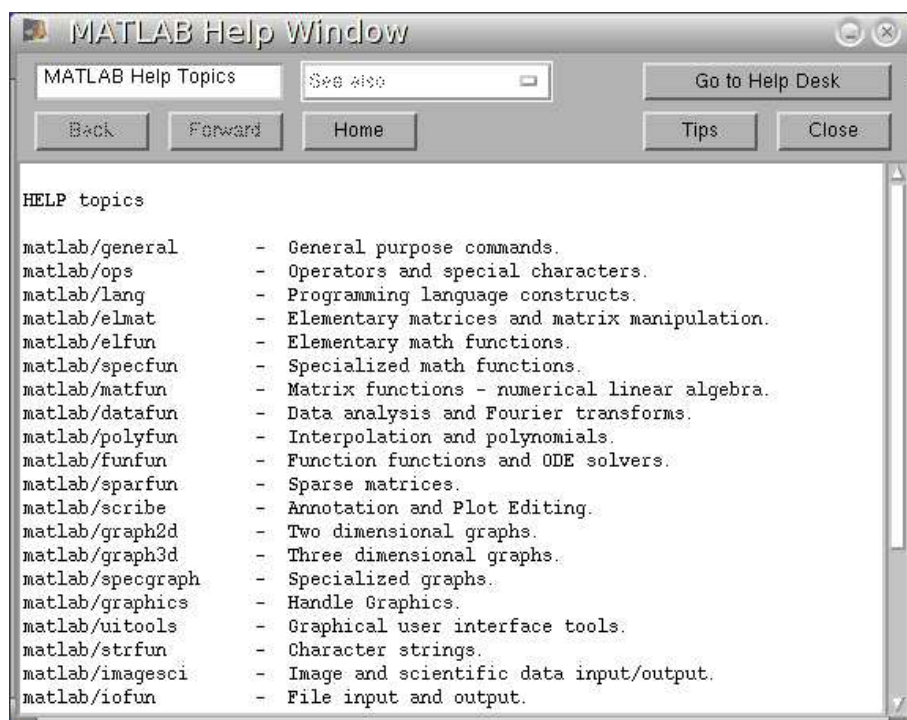 MATLAB Help Window
MATLAB Help Topics See also Go to Help Desk
Back Forward Home Tips Close
HELP topics
matlab/general - General purpose commands.
matlab/ops - Operators and special characters.
matlab/lang - Programming language constructs.
matlab/elmat - Elementary matrices and matrix manipulation.
matlab/elfun - Elementary math functions.
matlab/specfun - Specialized math functions.
matlab/matfun - Matrix functions - numerical linear algebra.
matlab/datafun - Data analysis and Fourier transforms.
matlab/polyfun - Interpolation and polynomials.
matlab/funfun - Function functions and ODE solvers.
matlab/sparfun - Sparse matrices.
matlab/scribe - Annotation and Plot Editing.
matlab/graph2d - Two dimensional graphs.
matlab/graph3d - Three dimensional graphs.
matlab/specgraph - Specialized graphs.
matlab/graphics - Handle Graphics.
matlab/uitools - Graphical user interface tools.
matlab/strfun - Character strings.
matlab/imagesci - Image and scientific data input/output.
matlab/iofun - File input and output.